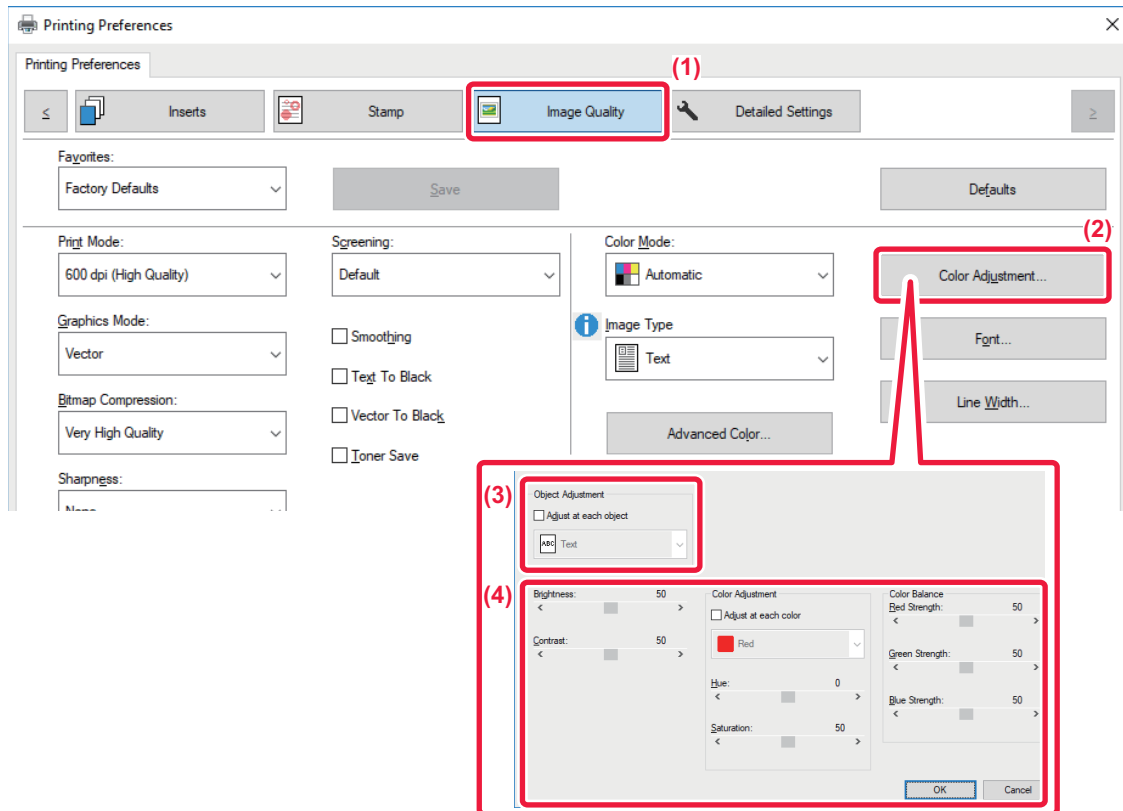 Printing Preferences
Printing Preferences
(1)
≤ Inserts Stamp Image Quality Detailed Settings ≥
Favorites:
Factory Defaults Save Defaults
(2)
Print Mode: Screening: Color Mode:
600 dpi (High Quality) Default Automatic Color Adjustment...
Graphics Mode: Smoothing Image Type Font...
Vector Text
Text To Black
Bitmap Compression: Line Width...
Very High Quality Vector To Black
Advanced Color...
Toner Save
Sharpness:
None
(3) Object Adjustment
Adjust at each object
ABC Text
(4) Brightness: 50 Color Adjustment Color Balance
Adjust at each color Red Strength: 50
Contrast: 50 Red
Green Strength: 50
Hue: 0
Blue Strength: 50
Saturation: 50
OK Cancel